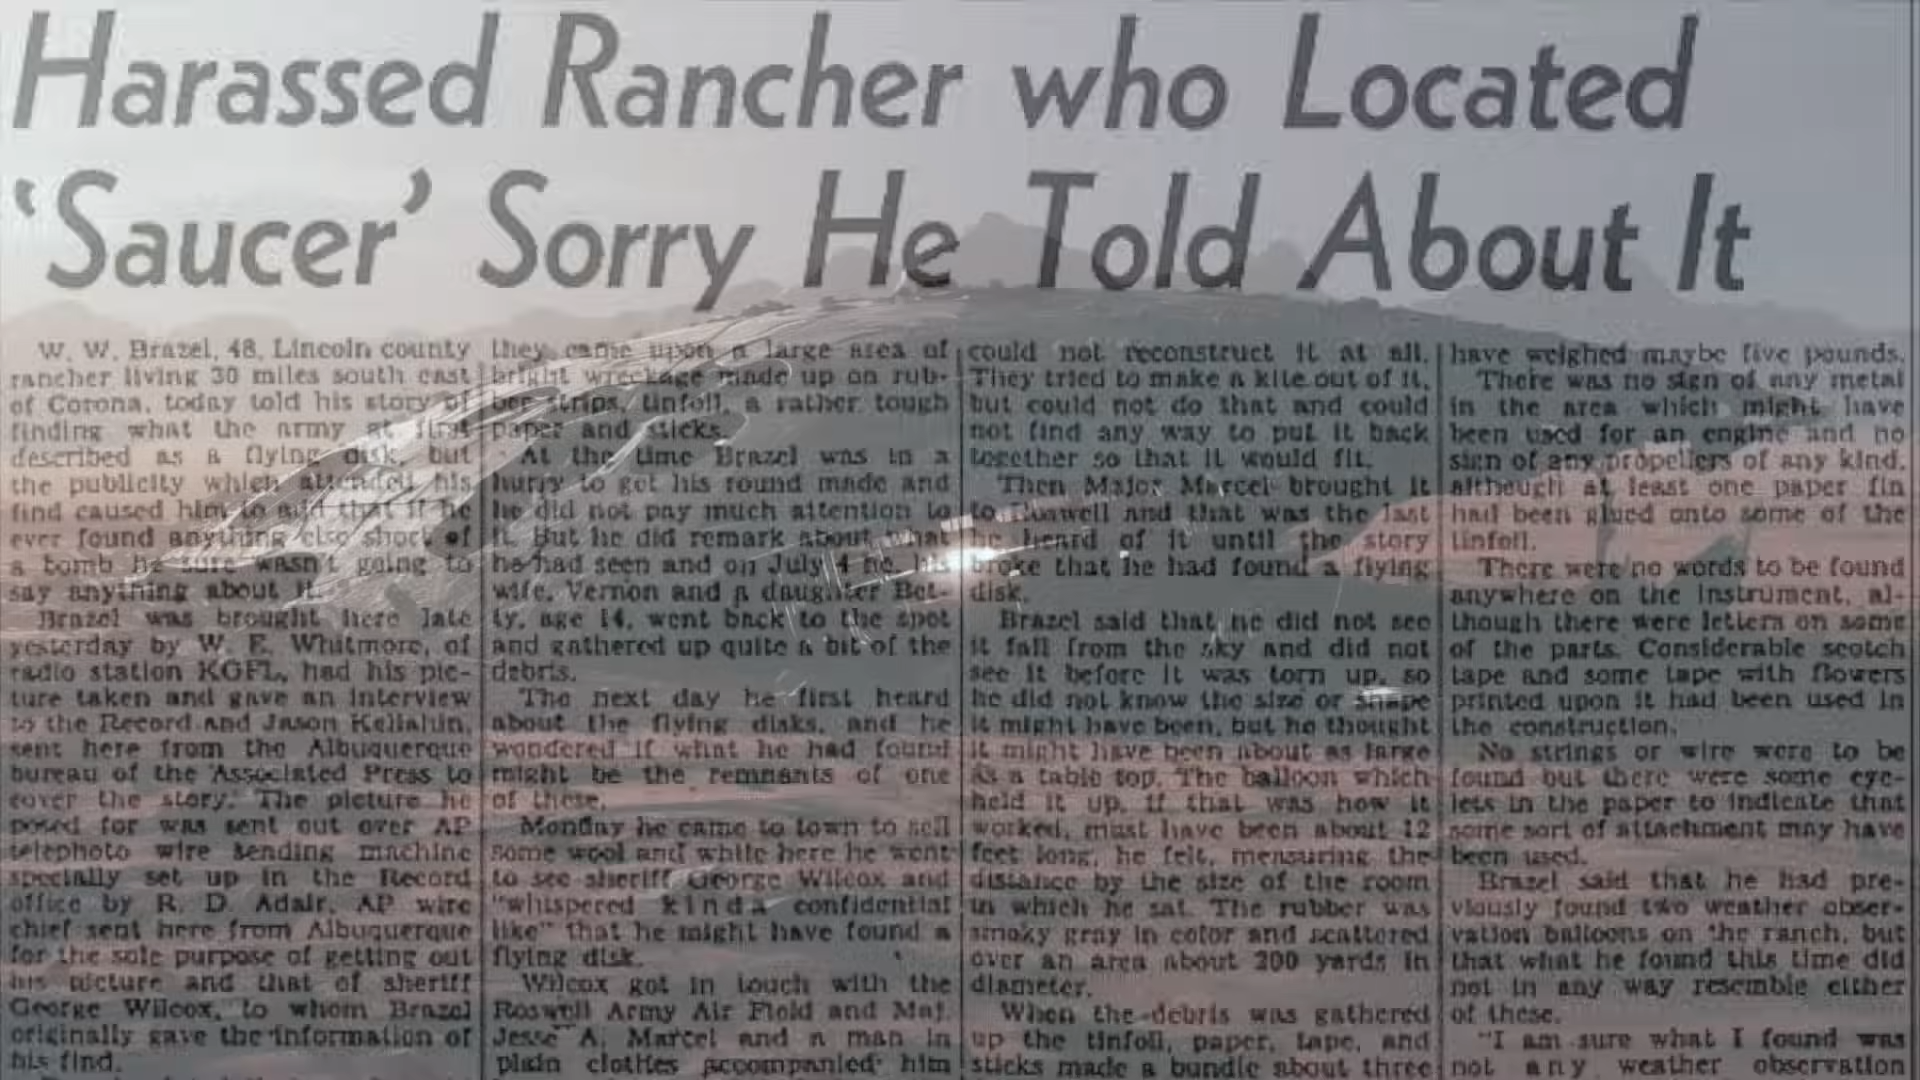 Harassed Rancher who Located
'Saucer' Sorry He Told About It
W. W. Brazel, 48, Lincoln county
rancher living 30 miles south east
of Corona, today told his story of
finding what the army at first
described as a flying disk, but
the publicity which attended his
find caused him to add that if he
ever found anything else short of
a bomb he sure wasn't going to
say anything about it.
Brazel was brought here late
yesterday by W. E. Whitmore, of
radio station KGFL, had his pic-
ture taken and gave an interview
to the Record and Jason Kellahin,
sent here from the Albuquerque
bureau of the Associated Press to
cover the story. The picture he
posed for was sent out over AP
telephoto wire sending machine
specially set up in the Record
office by R. D. Adair, AP wire
chief sent here from Albuquerque
for the sole purpose of getting out
his picture and that of sheriff
George Wilcox, to whom Brazel
originally gave the information of
his find.
they came upon a large area of
bright wreckage made up on rub-
ber strips, tinfoil, a rather tough
paper and sticks.
At the time Brazel was in a
hurry to get his round made and
he did not pay much attention to
it. But he did remark about what
he had seen and on July 4 he, his
wife, Vernon and a daughter Bet-
ty, age 14, went back to the spot
and gathered up quite a bit of the
debris.
The next day he first heard
about the flying disks, and he
wondered if what he had found
might be the remnants of one
of these.
Monday he came to town to sell
some wool and while here he went
to see sheriff George Wilcox and
"whispered kinda confidential
like" that he might have found a
flying disk.
Wilcox got in touch with the
Roswell Army Air Field and Maj.
Jesse A. Marcel and a man in
plain clothes accompanied him
could not reconstruct it at all.
They tried to make a kite out of it,
but could not do that and could
not find any way to put it back
together so that it would fit.
Then Major Marcel brought it
to Roswell and that was the last
he heard of it until the story
broke that he had found a flying
disk.
Brazel said that he did not see
it fall from the sky and did not
see it before it was torn up, so
he did not know the size or shape
it might have been, but he thought
it might have been about as large
as a table top. The balloon which
held it up, if that was how it
worked, must have been about 12
feet long, he felt, measuring the
distance by the size of the room
in which he sat. The rubber was
smoky gray in color and scattered
over an area about 200 yards in
diameter.
When the debris was gathered
up the tinfoil, paper, tape, and
sticks made a bundle about three
have weighed maybe five pounds.
There was no sign of any metal
in the area which might have
been used for an engine and no
sign of any propellers of any kind,
although at least one paper fin
had been glued onto some of the
tinfoil.
There were no words to be found
anywhere on the instrument, al-
though there were letters on some
of the parts. Considerable scotch
tape and some tape with flowers
printed upon it had been used in
the construction.
No strings or wire were to be
found but there were some eye-
lets in the paper to indicate that
some sort of attachment may have
been used.
Brazel said that he had pre-
viously found two weather obser-
vation balloons on the ranch, but
that what he found this time did
not in any way resemble either
of these.
"I am sure what I found was
not any weather observation